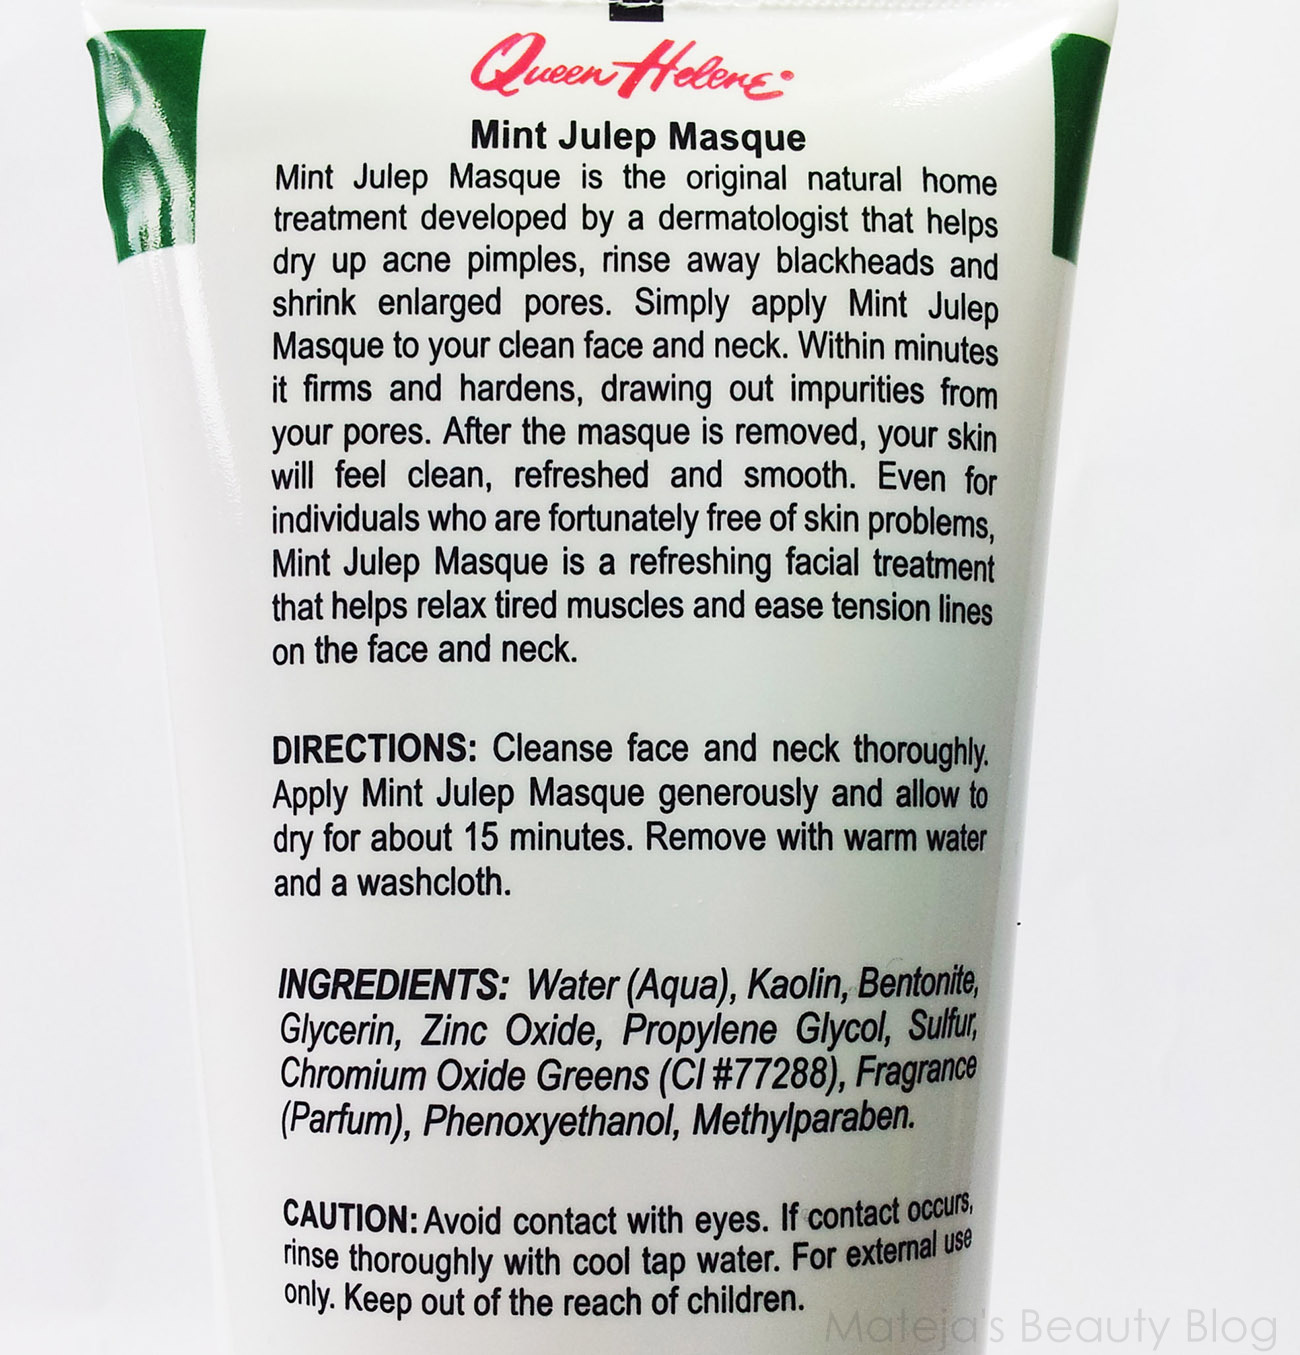 Queen Helene
Mint Julep Masque
Mint Julep Masque is the original natural home
treatment developed by a dermatologist that helps
dry up acne pimples, rinse away blackheads and
shrink enlarged pores. Simply apply Mint Julep
Masque to your clean face and neck. Within minutes
it firms and hardens, drawing out impurities from
your pores. After the masque is removed, your skin
will feel clean, refreshed and smooth. Even for
individuals who are fortunately free of skin problems,
Mint Julep Masque is a refreshing facial treatment
that helps relax tired muscles and ease tension lines
on the face and neck.
DIRECTIONS: Cleanse face and neck thoroughly.
Apply Mint Julep Masque generously and allow to
dry for about 15 minutes. Remove with warm water
and a washcloth.
INGREDIENTS: Water (Aqua), Kaolin, Bentonite,
Glycerin, Zinc Oxide, Propylene Glycol, Sulfur,
Chromium Oxide Greens (CI #77288), Fragrance
(Parfum), Phenoxyethanol, Methylparaben.
CAUTION: Avoid contact with eyes. If contact occurs,
rinse thoroughly with cool tap water. For external use
only. Keep out of the reach of children.
Mateja's Beauty Blog